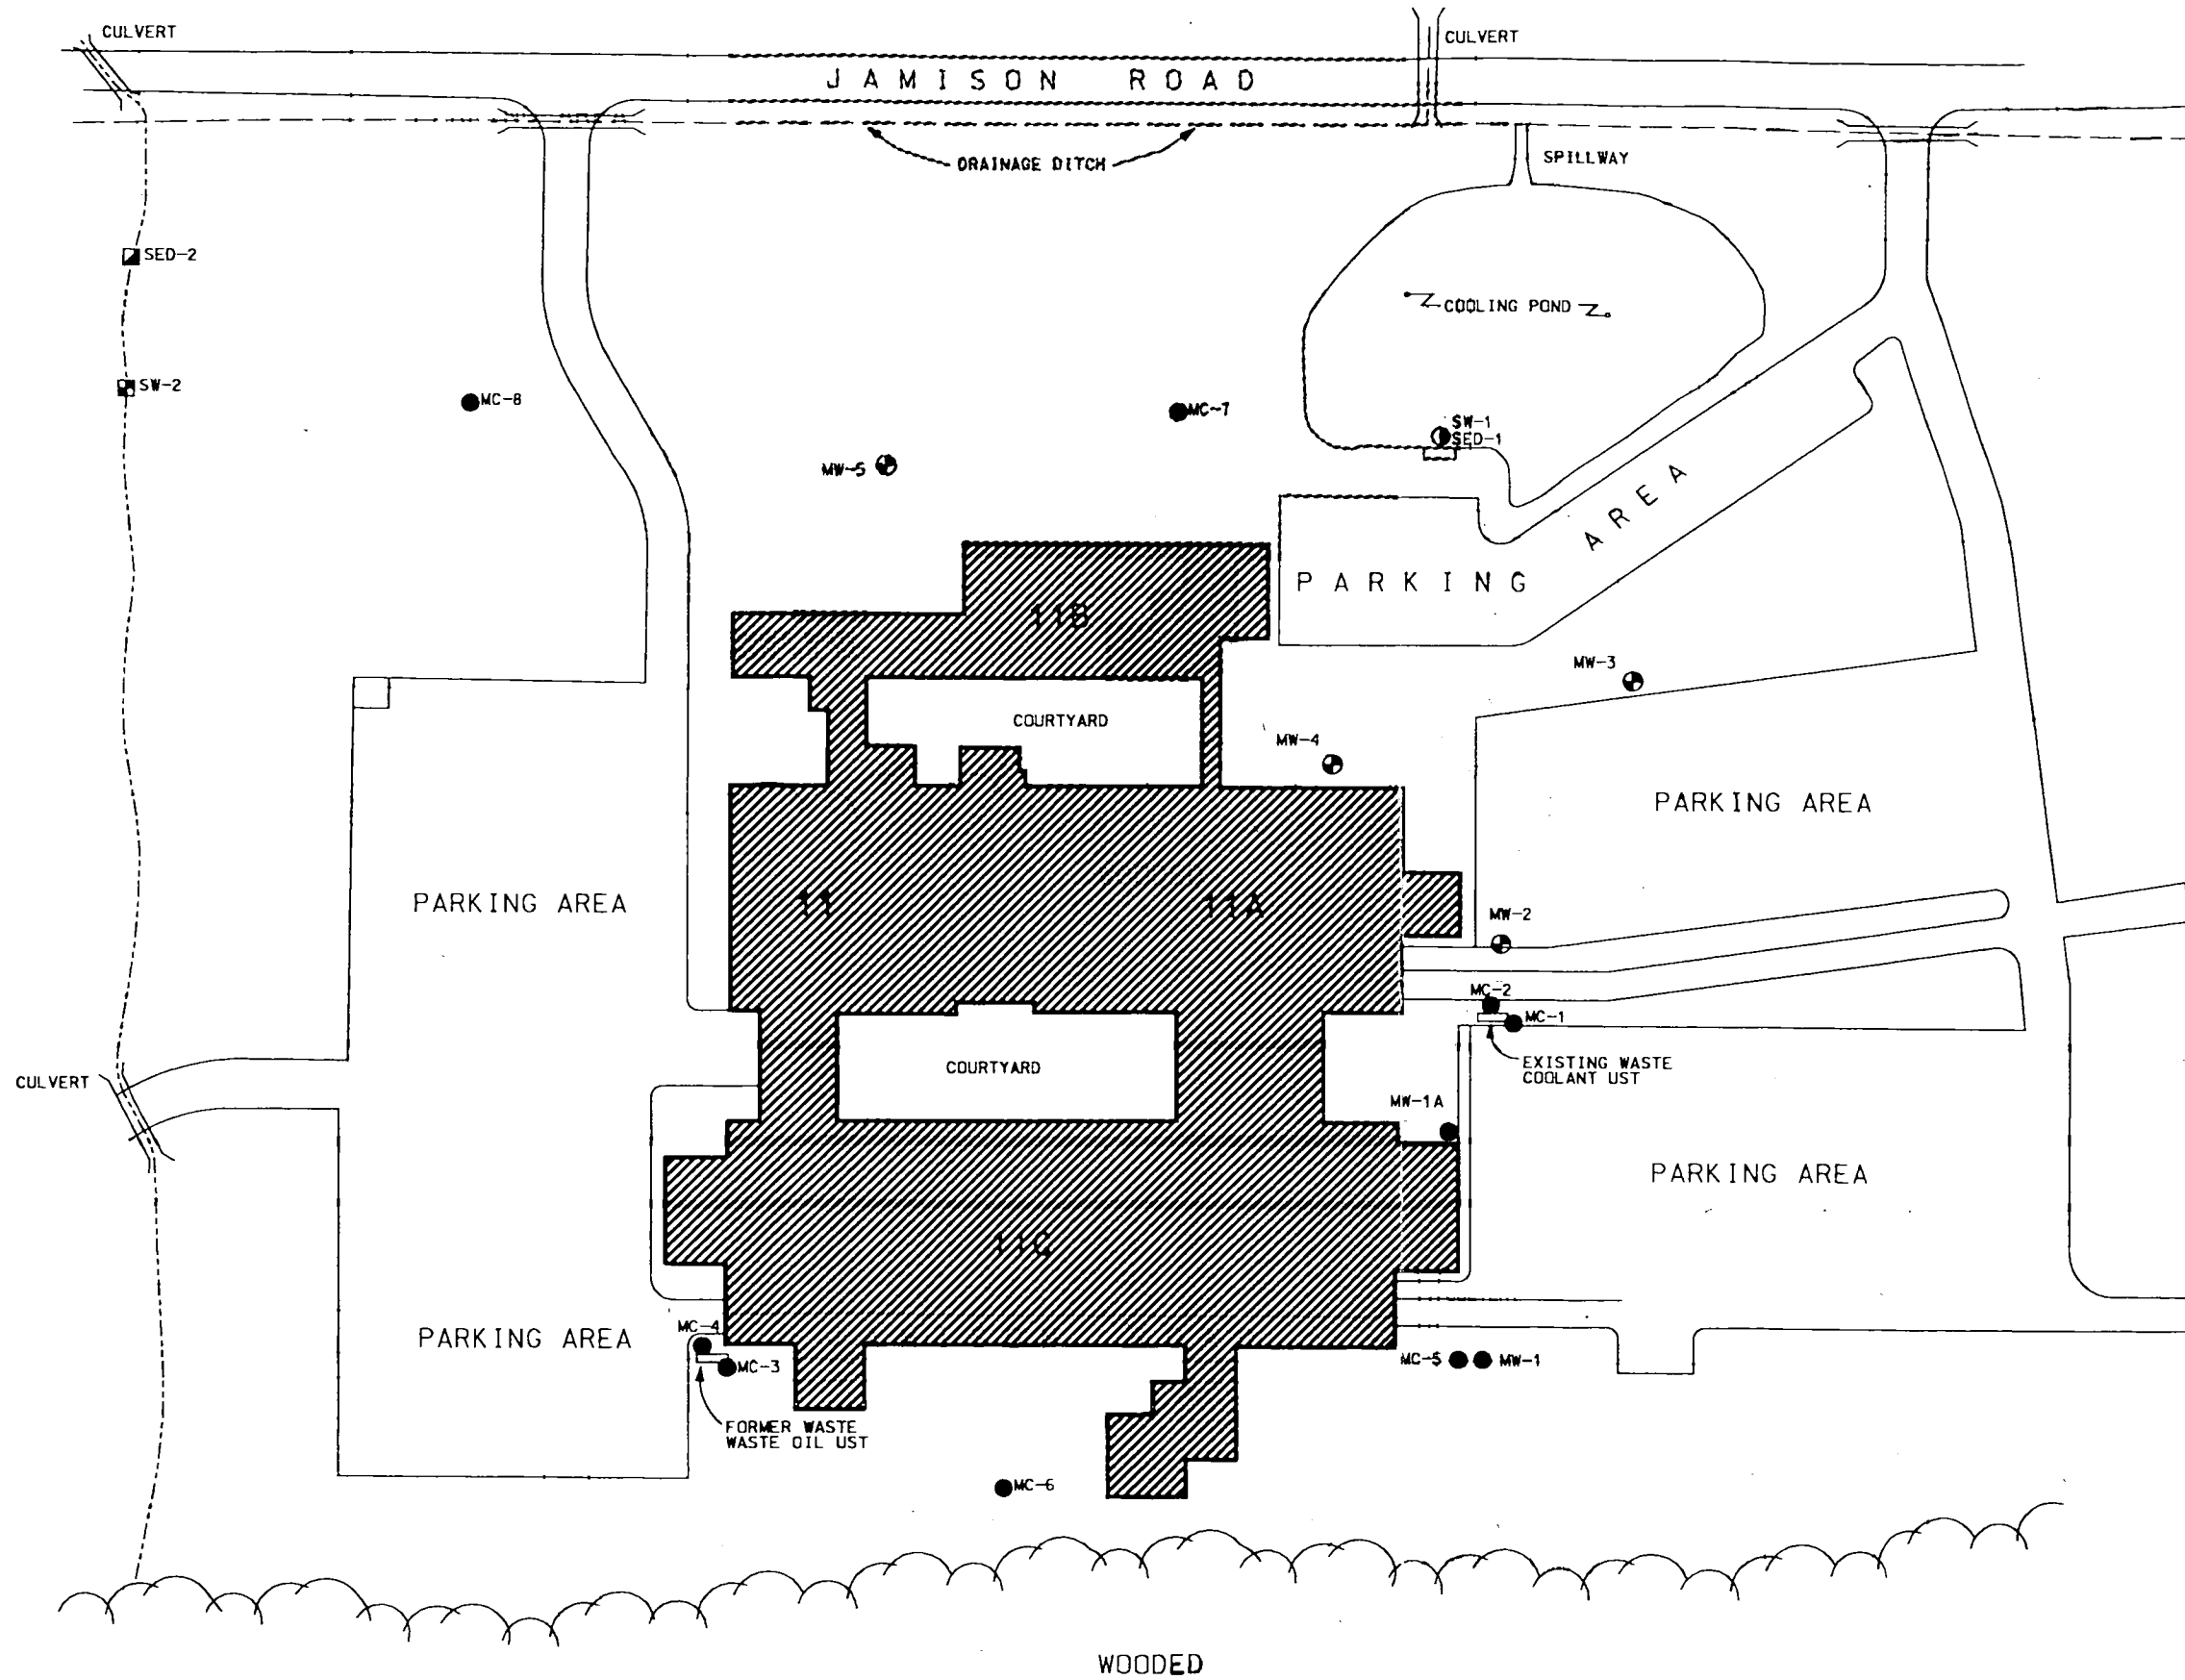 CULVERT
CULVERT
JAMISON ROAD
DRAINAGE DITCH
SPILLWAY
SED-2
COOLING POND
SW-2
MC-8
MC-7
SW-1
SED-1
MW-5
PARKING AREA
11B
MW-3
COURTYARD
MW-4
PARKING AREA
PARKING AREA
11
11A
MW-2
MC-2
MC-1
EXISTING WASTE
COOLANT UST
COURTYARD
CULVERT
MW-1A
PARKING AREA
11C
PARKING AREA
MC-4
MC-3
MC-5
MW-1
FORMER WASTE
WASTE OIL UST
MC-6
WOODED